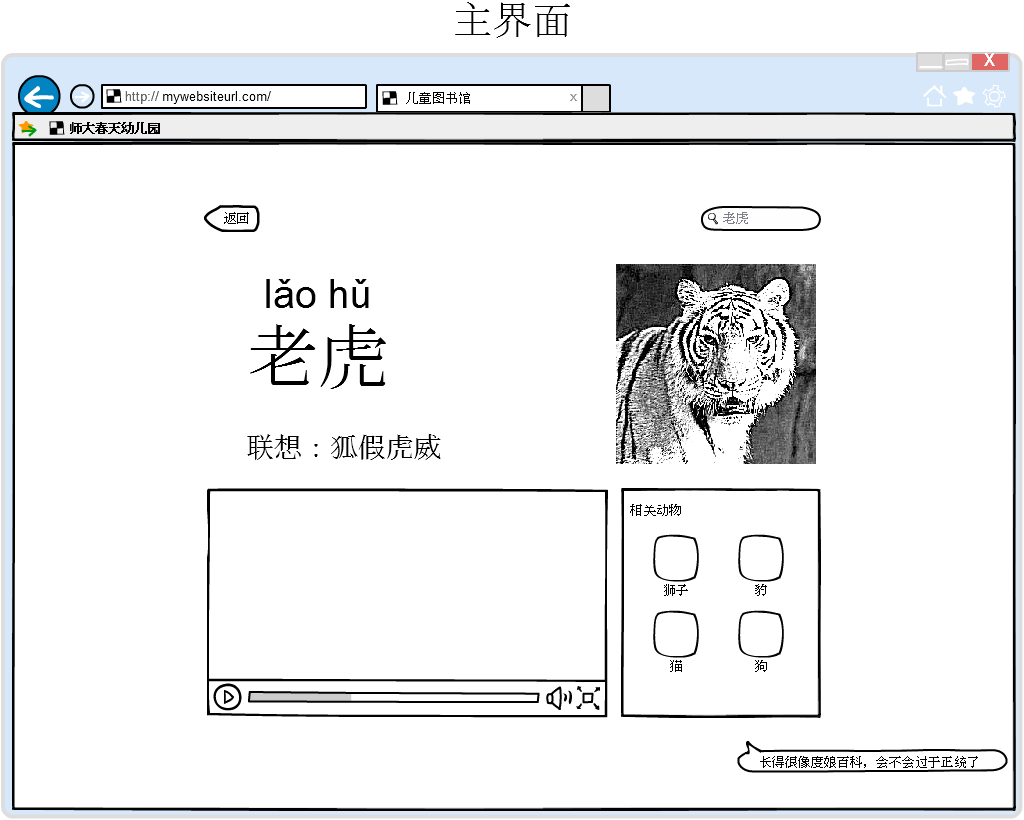 主界面
X
http:// mywebsiteurl.com/
儿童图书馆 x
师大春天幼儿园
返回
老虎
lǎo hǔ
老虎
联想：狐假虎威
相关动物
狮子 豹
猫 狗
长得很像度娘百科，会不会过于正统了